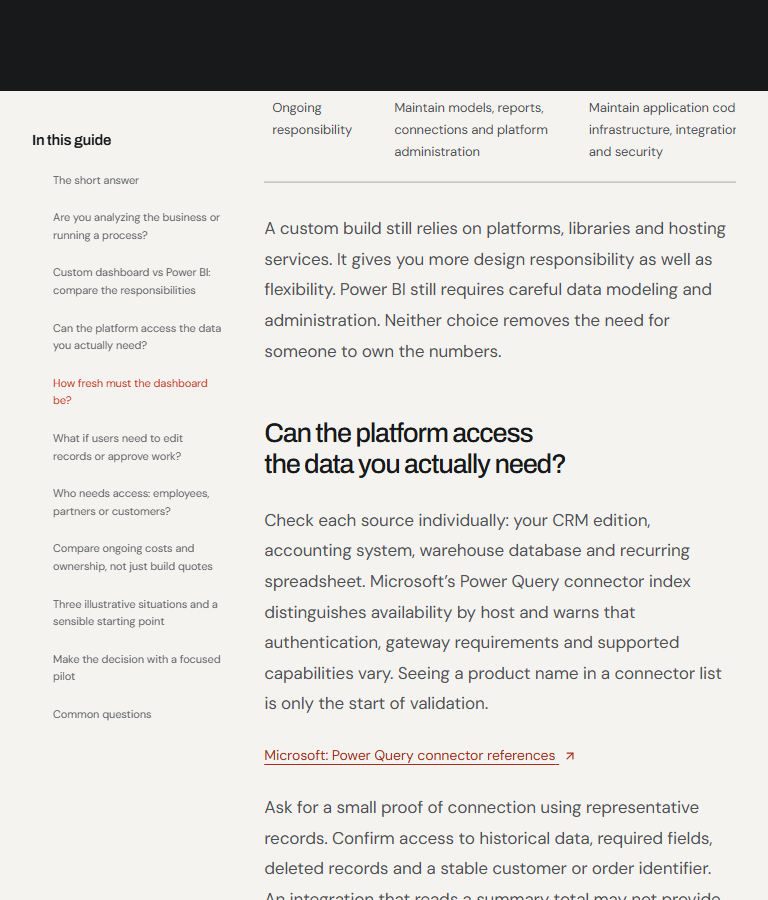 In this guide
The short answer
Are you analyzing the business or
running a process?
Custom dashboard vs Power BI:
compare the responsibilities
Can the platform access the data
you actually need?
How fresh must the dashboard
be?
What if users need to edit
records or approve work?
Who needs access: employees,
partners or customers?
Compare ongoing costs and
ownership, not just build quotes
Three illustrative situations and a
sensible starting point
Make the decision with a focused
pilot
Common questions
Ongoing
responsibility
Maintain models, reports,
connections and platform
administration
Maintain application cod
infrastructure, integration
and security
A custom build still relies on platforms, libraries and hosting
services. It gives you more design responsibility as well as
flexibility. Power BI still requires careful data modeling and
administration. Neither choice removes the need for
someone to own the numbers.
Can the platform access
the data you actually need?
Check each source individually: your CRM edition,
accounting system, warehouse database and recurring
spreadsheet. Microsoft’s Power Query connector index
distinguishes availability by host and warns that
authentication, gateway requirements and supported
capabilities vary. Seeing a product name in a connector list
is only the start of validation.
Microsoft: Power Query connector references
Ask for a small proof of connection using representative
records. Confirm access to historical data, required fields,
deleted records and a stable customer or order identifier.
An integration that reads a summary total may not provide